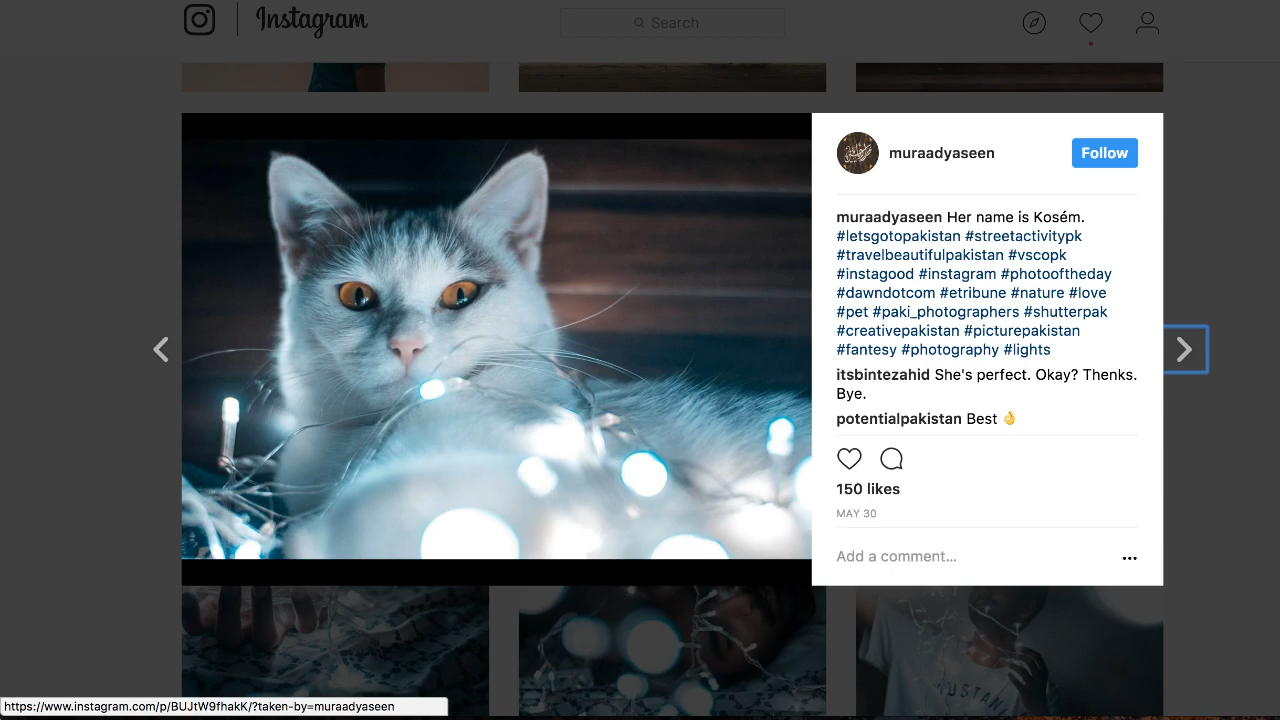 Instagram
Search
muraadyaseen
Follow
muraadyaseen Her name is Kosém.
#letsgotopakistan #streetactivitypk
#travelbeautifulpakistan #vscopk
#instagood #instagram #photooftheday
#dawndotcom #etribune #nature #love
#pet #paki_photographers #shutterpak
#creativepakistan #picturepakistan
#fantesy #photography #lights
itsbintezahid She's perfect. Okay? Thenks.
Bye.
potentialpakistan Best 👌
150 likes
MAY 30
Add a comment...
https://www.instagram.com/p/BUJtW9fhakK/?taken-by=muraadyaseen